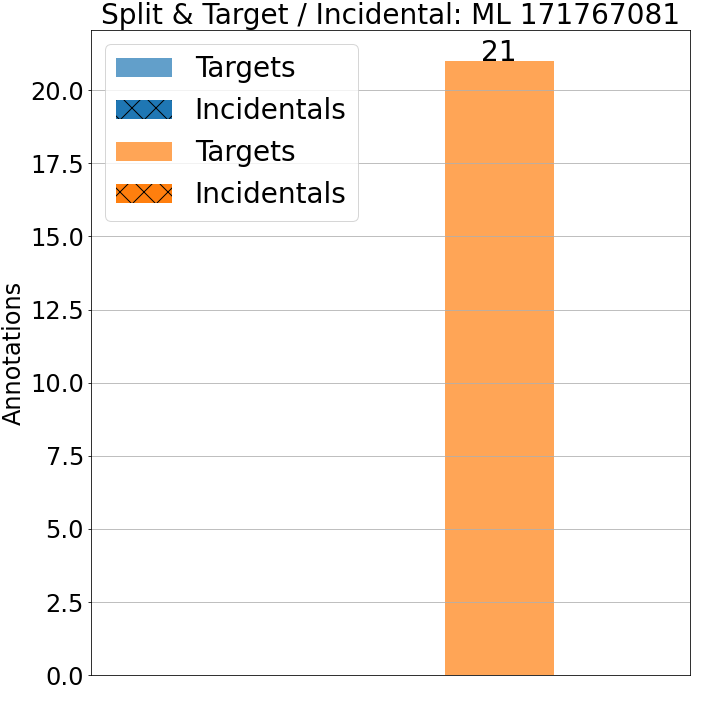 Split & Target / Incidental: ML 171767081
21
Targets
Incidentals
Targets
Incidentals
Annotations
20.0
17.5
15.0
12.5
10.0
7.5
5.0
2.5
0.0